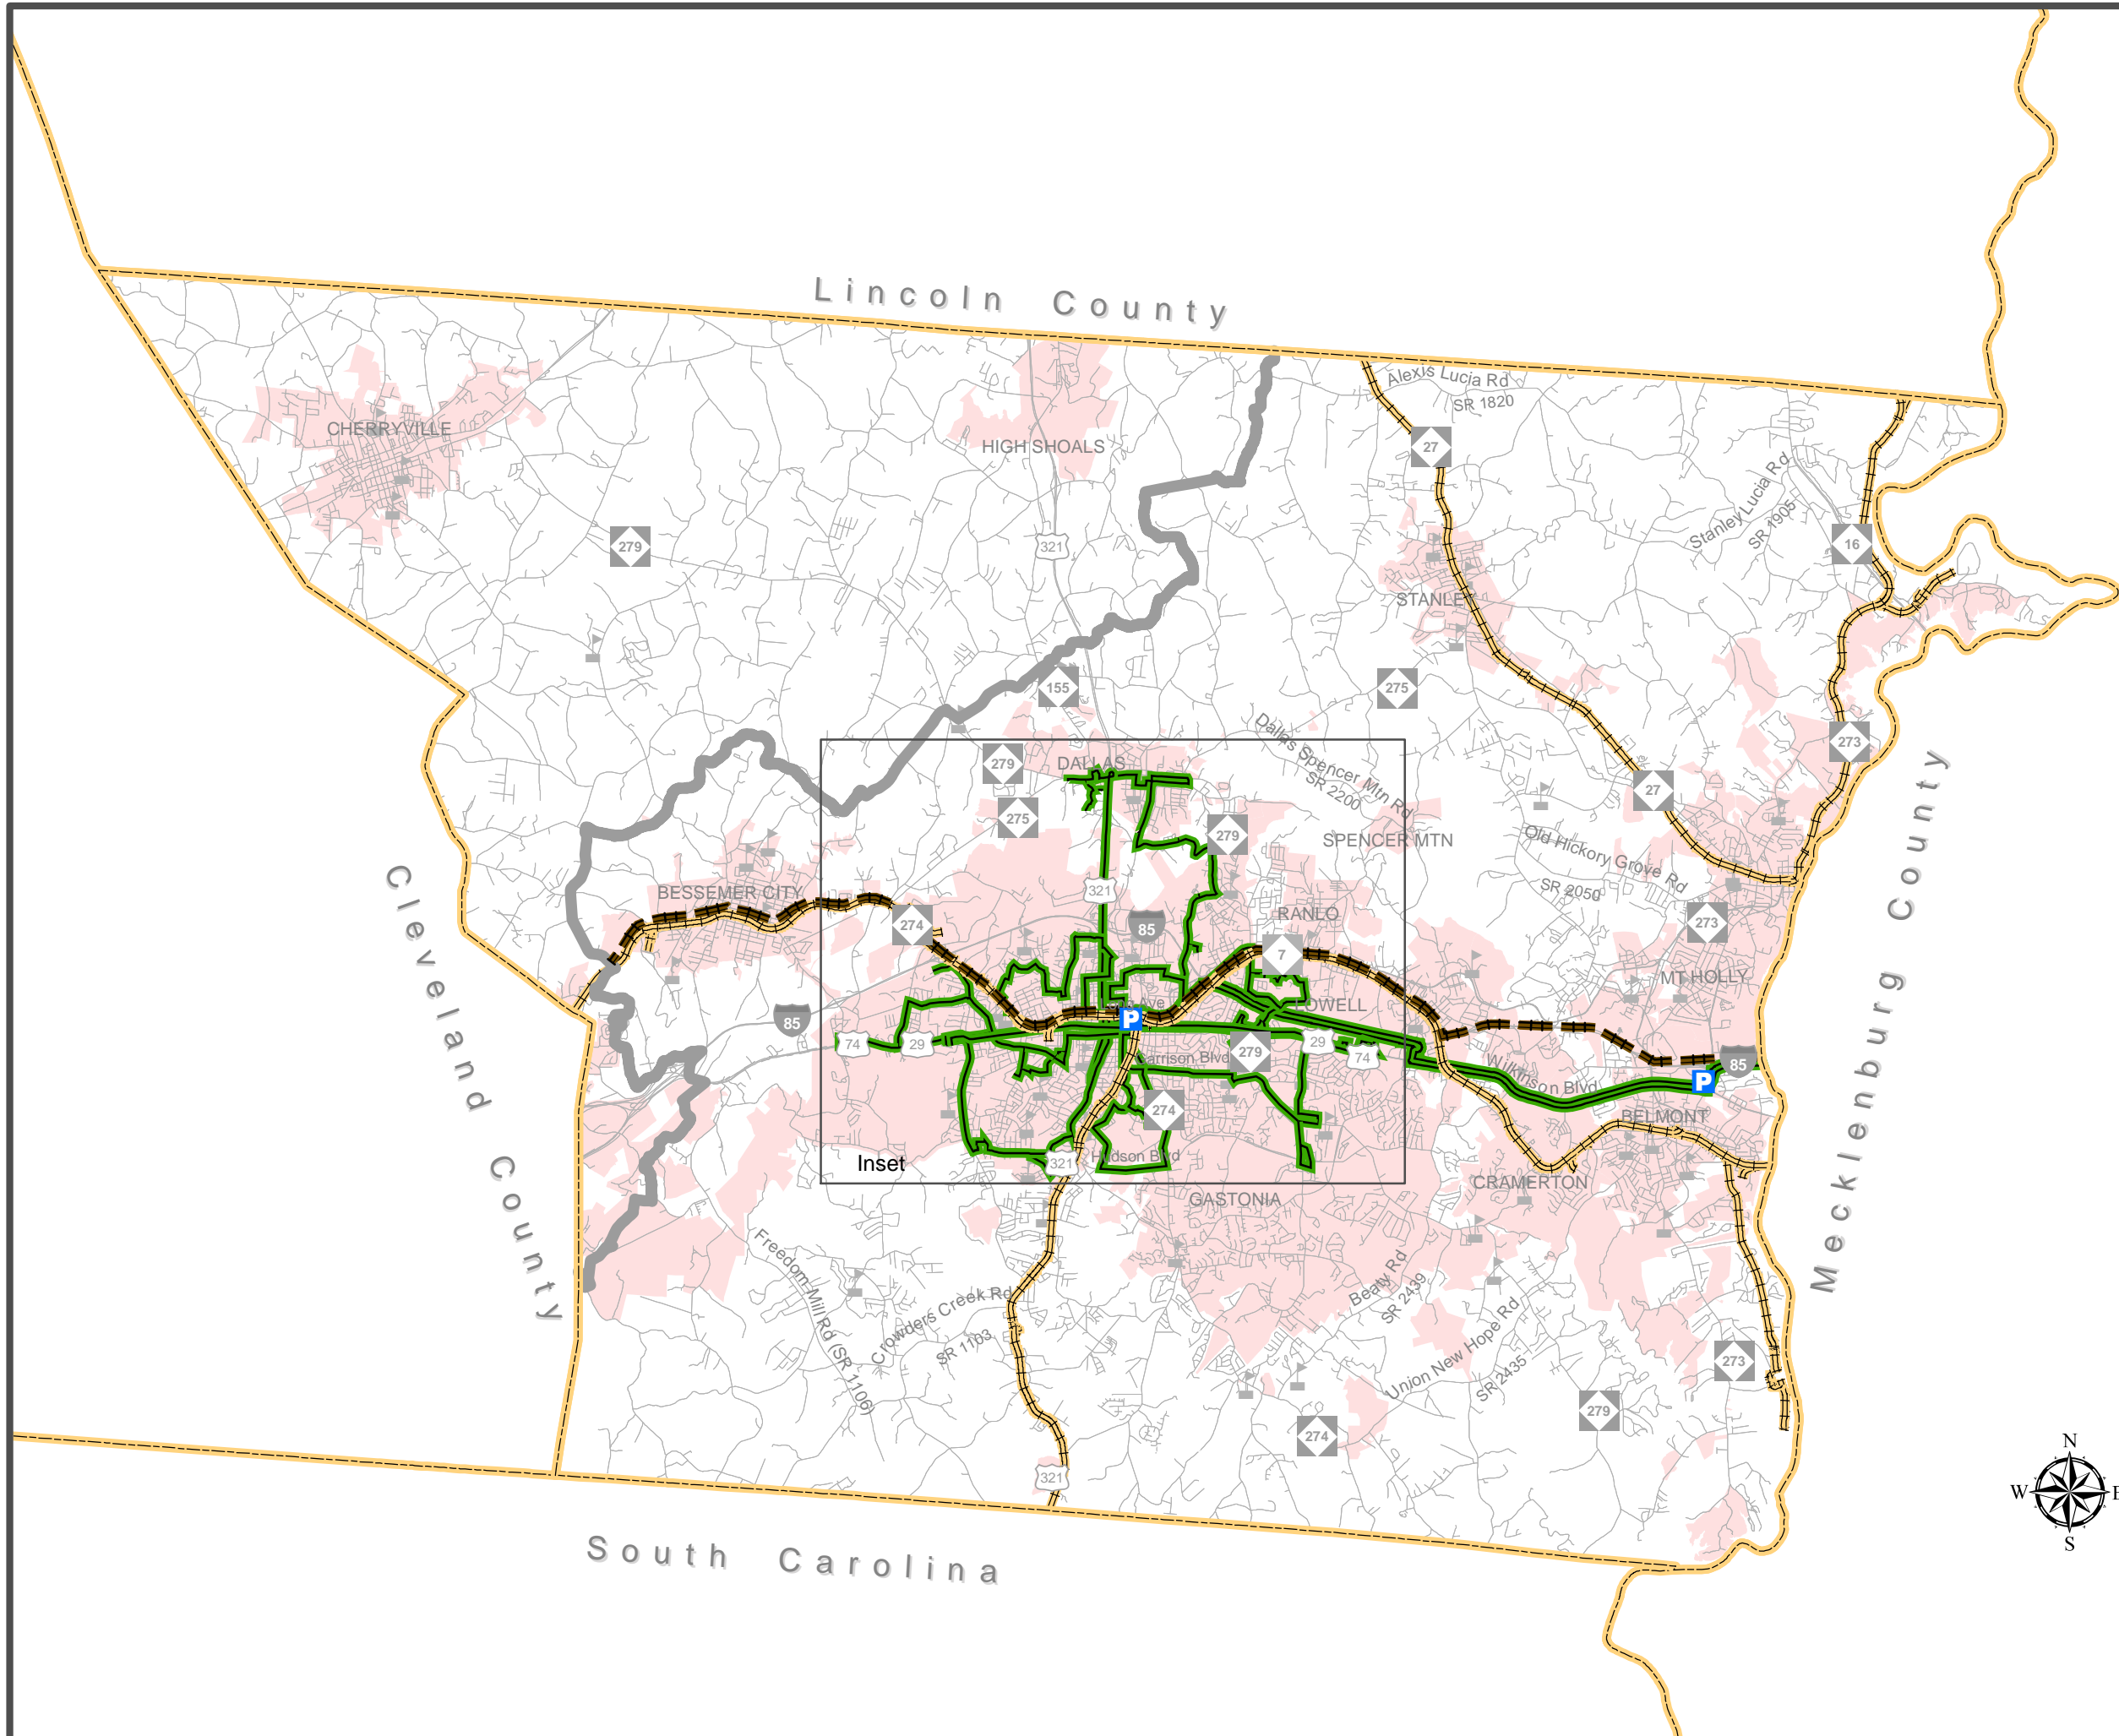 Lincoln County
Alexis Lucia Rd
SR 1820
CHERRYVILLE
HIGH SHOALS
27
Stanley Lucia Rd
SR 1905
279
321
16
STANLEY
155
275
273
Dallas Spencer Mtn Rd
SR 2200
279
DALLAS
27
275
279
SPENCER MTN
Old Hickory Grove Rd
SR 2050
BESSEMER CITY
321
274
85
RANLO
273
7
MT HOLLY
Cleveland County
Mecklenburg County
85
P
74
29
279
29
74
85
Wilkinson Blvd
P
274
BELMONT
Inset
321
Hudson Blvd
CRAMERTON
GASTONIA
Freedom Mill Rd (SR 1106)
Crowders Creek Rd
SR 1103
Beaty Rd
SR 2439
Union New Hope Rd
SR 2435
273
279
274
321
N
W
E
S
South Carolina